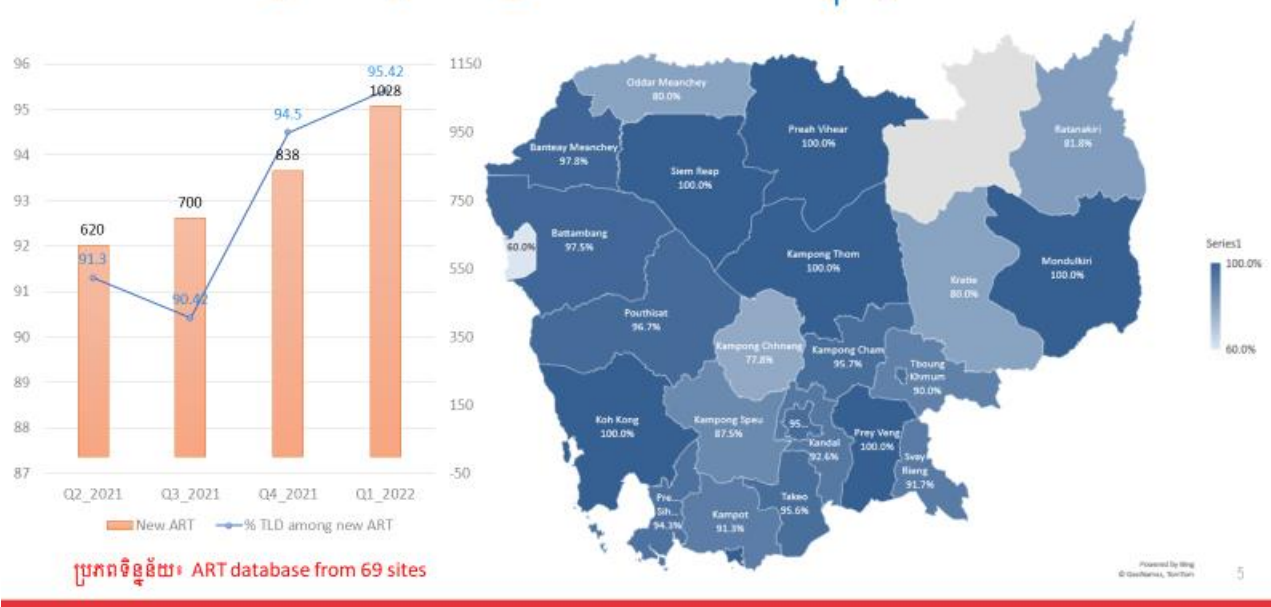 96
95
94
93
92
91
90
89
88
87
1150
950
750
550
350
150
-50
620
700
838
1028
91.3
90.42
94.5
95.42
Q2_2021 Q3_2021 Q4_2021 Q1_2022
New ART % TLD among new ART
ប្រភពទិន្នន័យ៖ ART database from 69 sites
Oddar Meanchey
80.0%
Preah Vihear
100.0%
Ratanakiri
81.8%
Banteay Meanchey
97.8%
Siem Reap
100.0%
Battambang
97.5%
60.0%
Kampong Thom
100.0%
Mondulkiri
100.0%
Kratie
80.0%
Pouthisat
96.7%
Kampong Chhnang
77.8%
Kampong Cham
95.7%
Tboung
Khmum
90.0%
Koh Kong
100.0%
Kampong Speu
87.5%
95...
Kandal
92.6%
Prey Veng
100.0%
Svay
Rieng
91.7%
Pre...
Sih...
94.3%
Kampot
91.3%
Takeo
95.6%
Series1
100.0%
60.0%
Powered by Bing
© GeoNames, TomTom
5